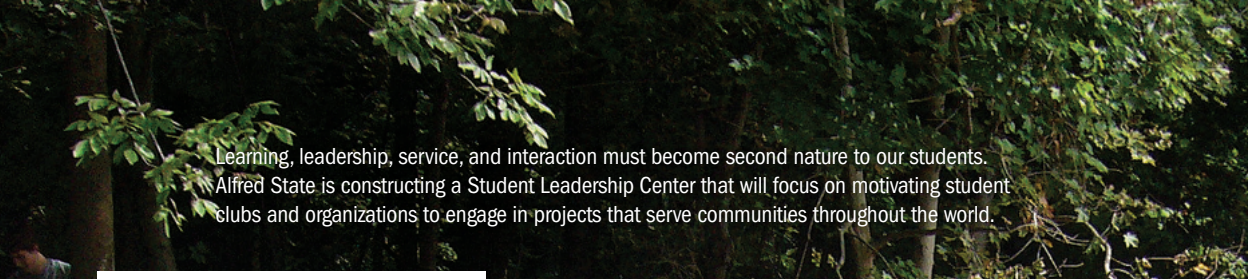 Learning, leadership, service, and interaction must become second nature to our students.
Alfred State is constructing a Student Leadership Center that will focus on motivating student
clubs and organizations to engage in projects that serve communities throughout the world.